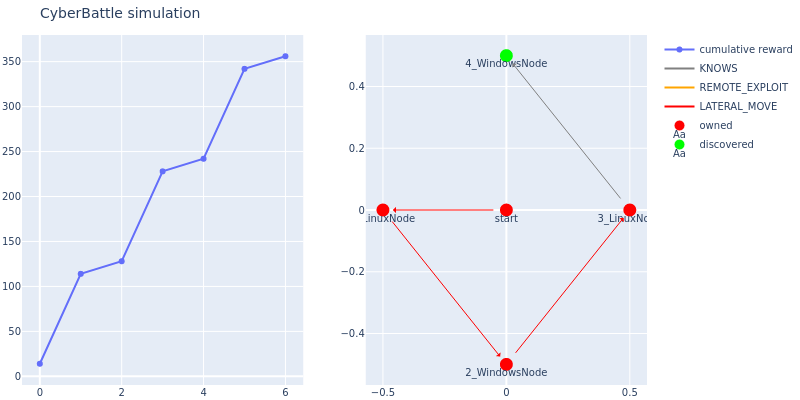 CyberBattle simulation
350
300
250
200
150
100
50
0
0
2
4
6
0.4
0.2
0
−0.2
−0.4
−0.5
0
0.5
4_WindowsNode
.inuxNode
start
3_LinuxNo
2_WindowsNode
cumulative reward
KNOWS
REMOTE_EXPLOIT
LATERAL_MOVE
Aa
owned
Aa
discovered